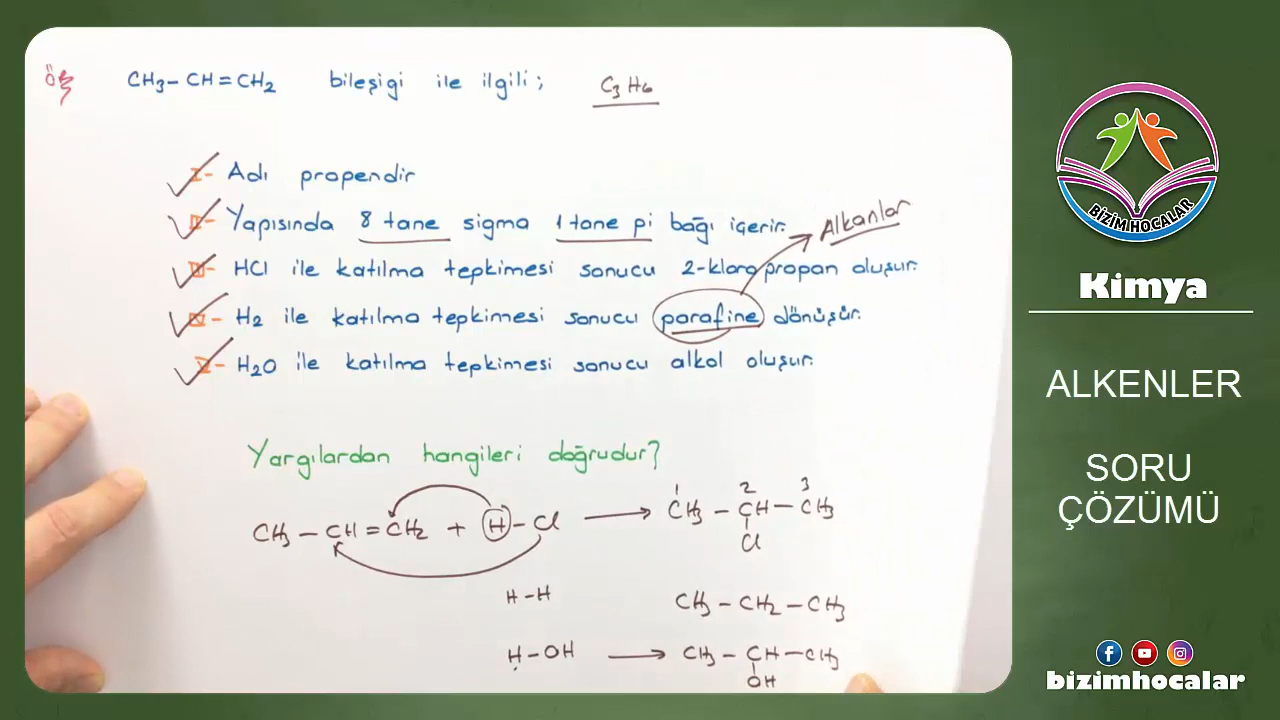 Ör CH3-CH=CH2 bileşiği ile ilgili; C3H6
I- Adı propendir
II- Yapısında 8 tane sigma 1 tane pi bağı içerir. Alkanlar
III- HCl ile katılma tepkimesi sonucu 2-kloro propan oluşur.
IV- H2 ile katılma tepkimesi sonucu parafine dönüşür.
V- H2O ile katılma tepkimesi sonucu alkol oluşur.
Yargılardan hangileri doğrudur?
1 2 3
CH3-CH=CH2 + H-Cl → CH3-CH-CH3
Cl
H-H CH3-CH2-CH3
H-OH → CH3-CH-CH3
OH
BİZİM HOCALAR
Kimya
ALKENLER
SORU
ÇÖZÜMÜ
bizimhocalar